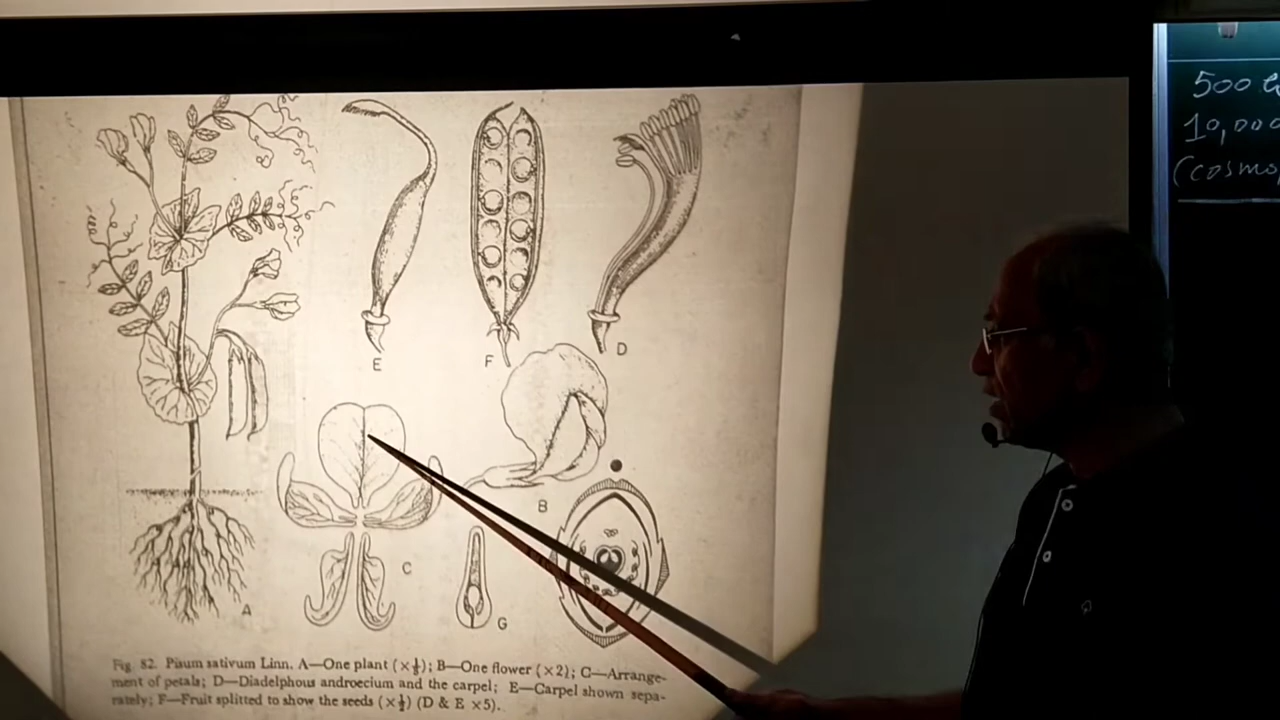 E
F
D
B
C
A
G
Fig. 82. Pisum sativum Linn. A—One plant (×⅙); B—One flower (×2); C—Arrange-
ment of petals; D—Diadelphous androecium and the carpel; E—Carpel shown sepa-
rately; F—Fruit splitted to show the seeds (×½) (D & E ×5).
500
10,000
(cosmo